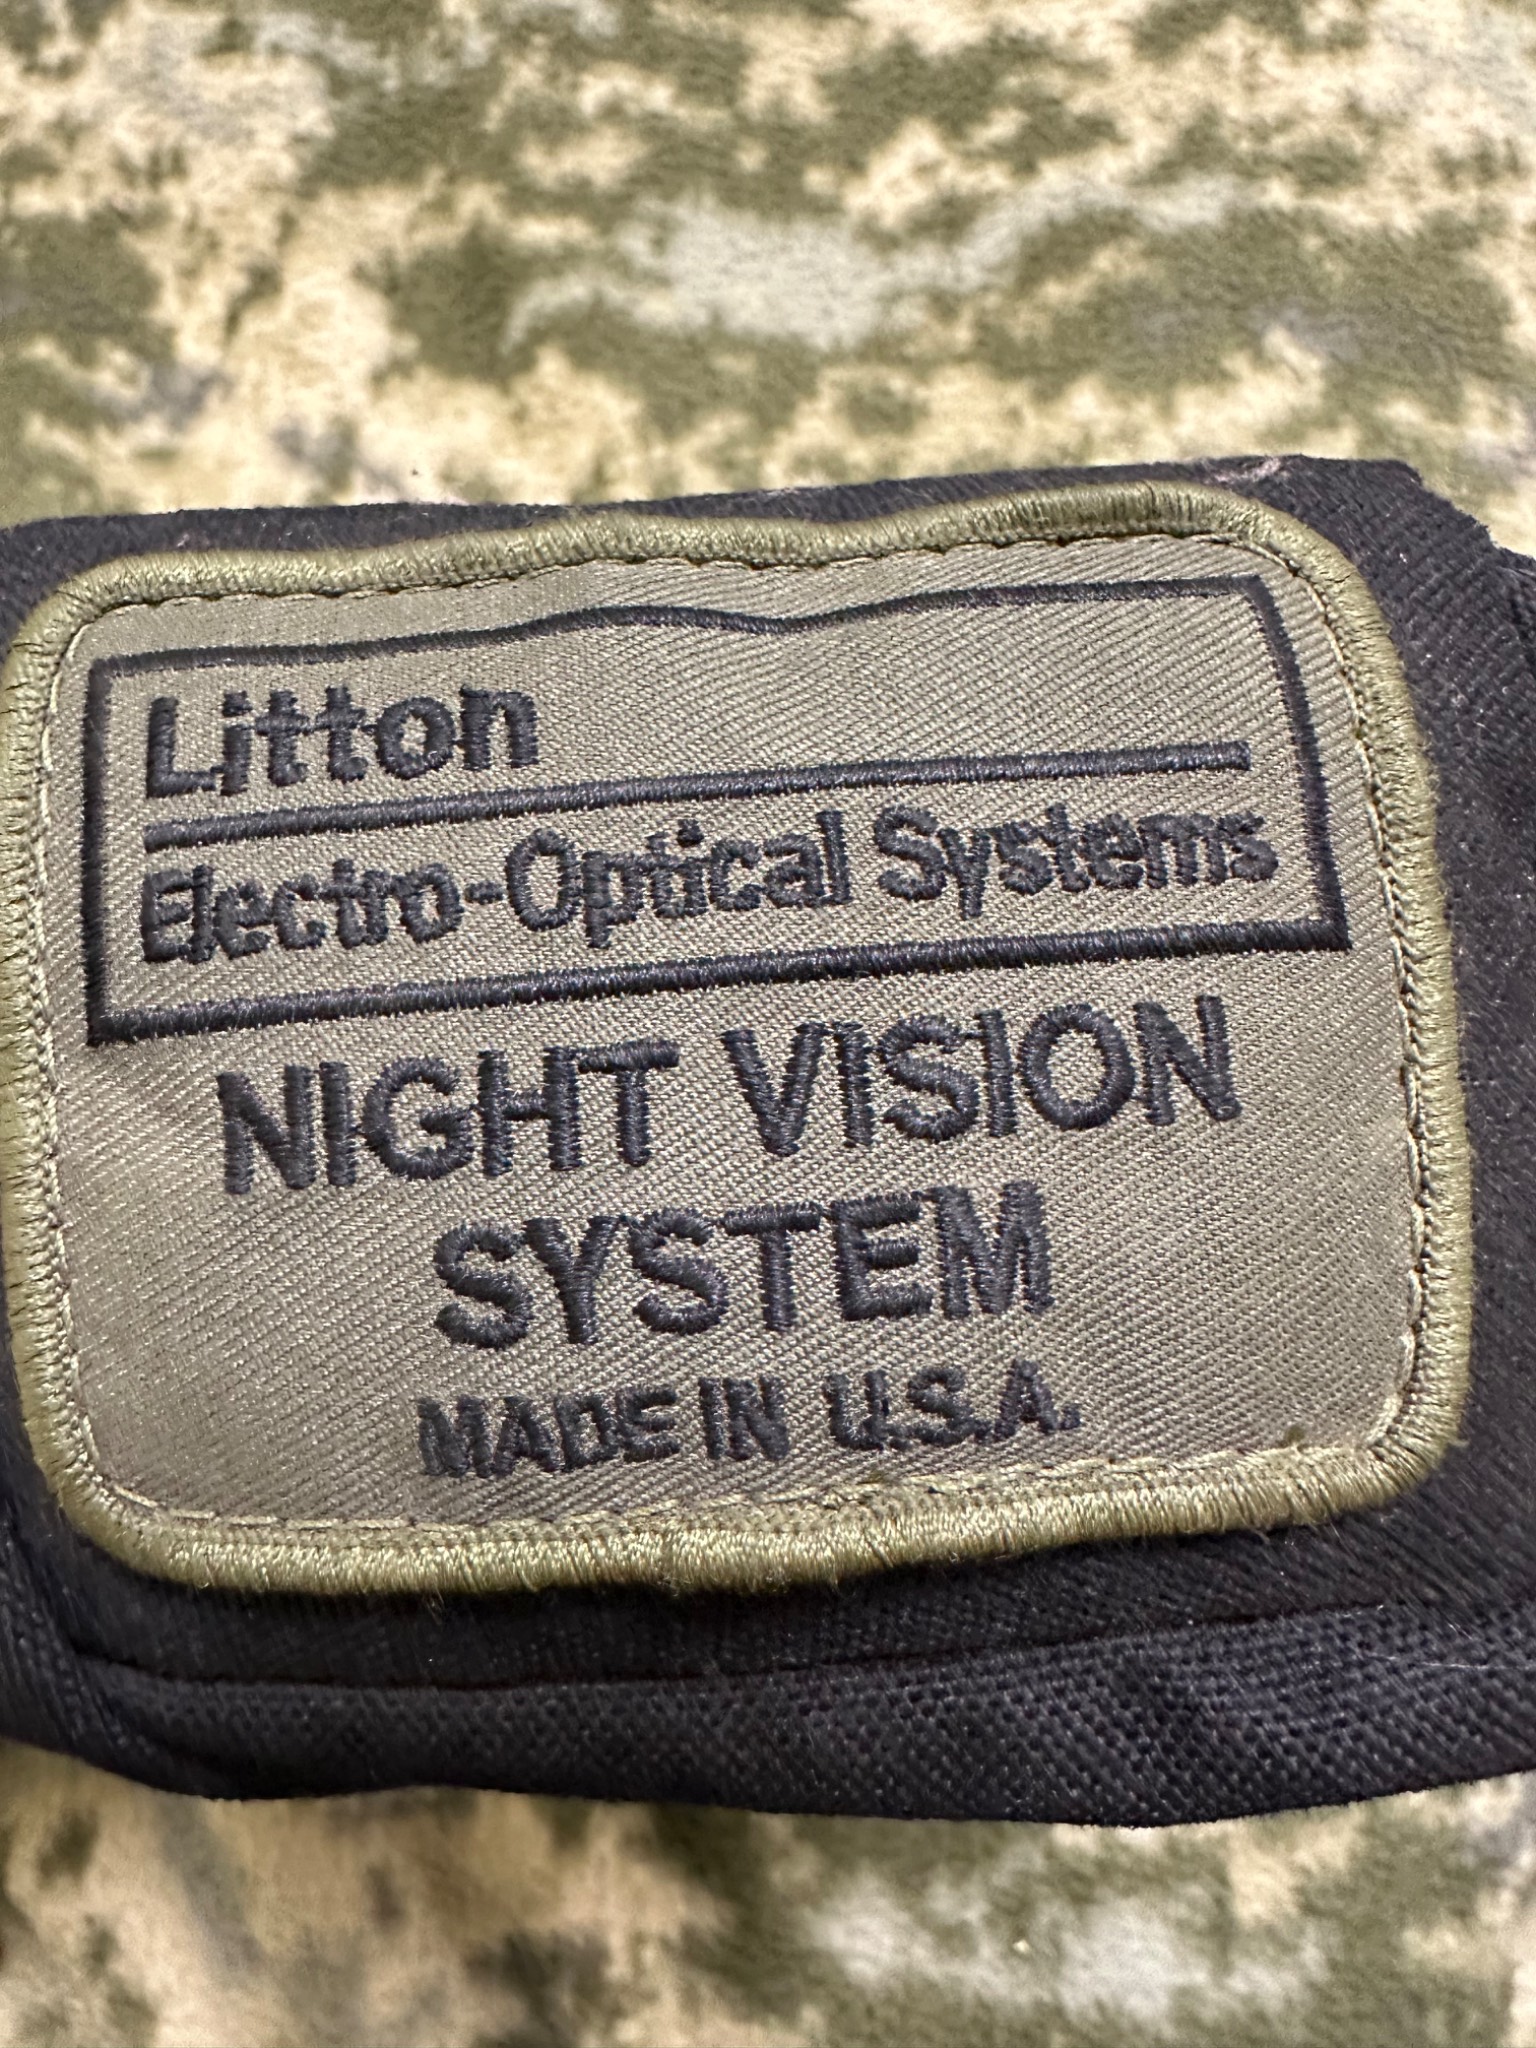 Litton
Electro-Optical Systems
NIGHT VISION
SYSTEM
MADE IN U.S.A.